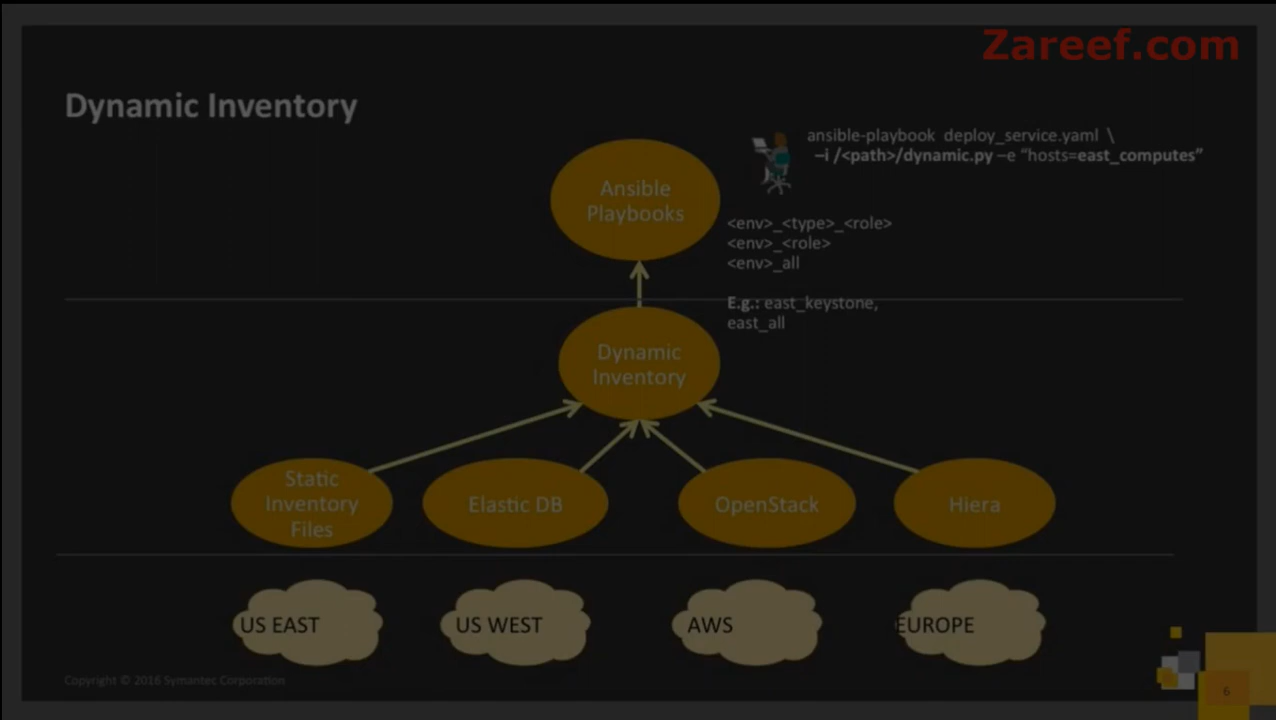 Zareef.com
Dynamic Inventory
ansible-playbook deploy_service.yaml \
–i /<path>/dynamic.py –e “hosts=east_computes”
Ansible
Playbooks
<env>_<type>_<role>
<env>_<role>
<env>_all
E.g.: east_keystone,
east_all
Dynamic
Inventory
Static
Inventory
Files
Elastic DB
OpenStack
Hiera
US EAST
US WEST
AWS
EUROPE
Copyright © 2016 Symantec Corporation
6